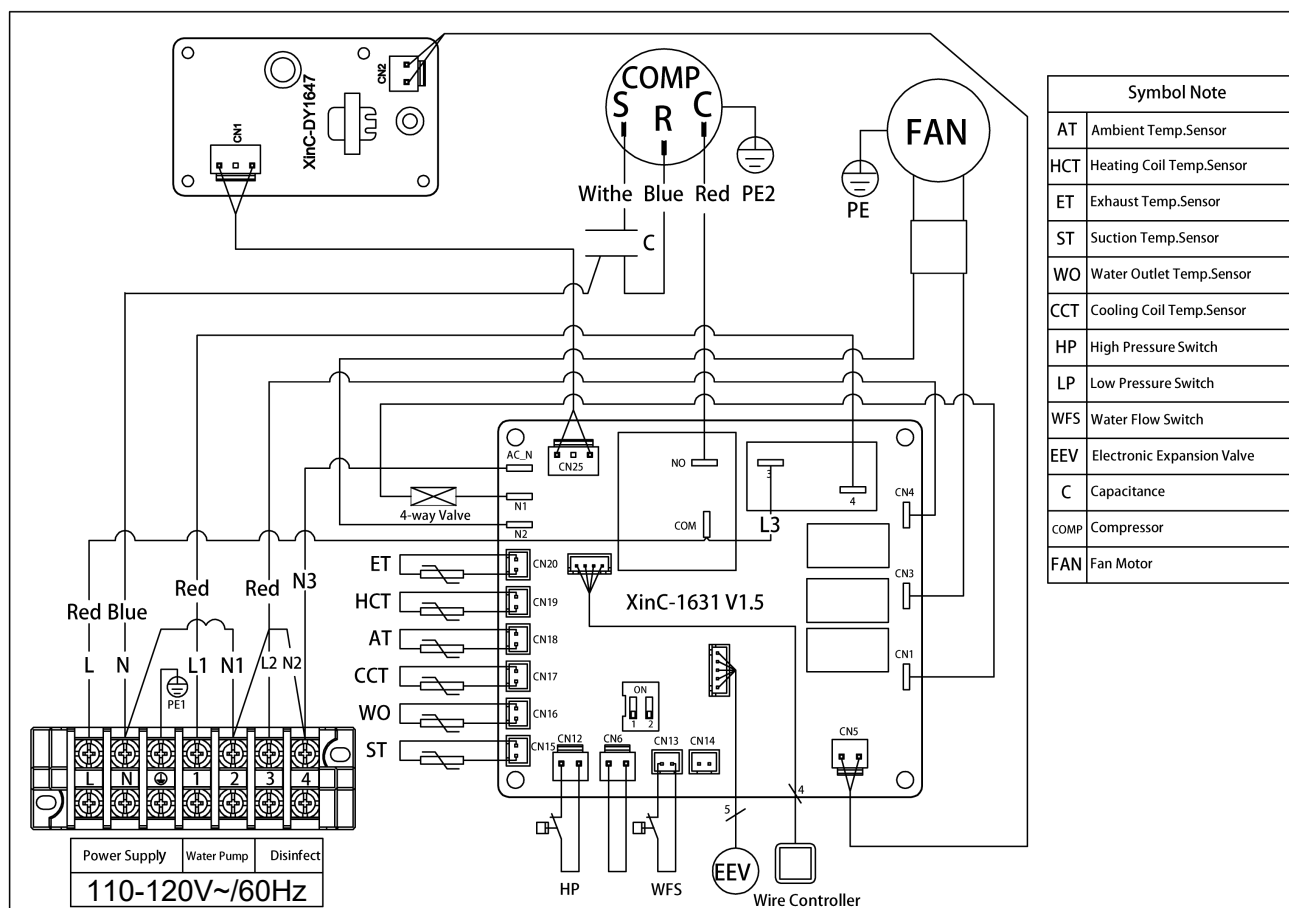 CN2
XinC-DY1647
CN1
COMP
S R C
FAN
Withe Blue Red PE2
PE
C
Symbol Note
AT Ambient Temp.Sensor
HCT Heating Coil Temp.Sensor
ET Exhaust Temp.Sensor
ST Suction Temp.Sensor
WO Water Outlet Temp.Sensor
CCT Cooling Coil Temp.Sensor
HP High Pressure Switch
LP Low Pressure Switch
WFS Water Flow Switch
EEV Electronic Expansion Valve
C Capacitance
COMP Compressor
FAN Fan Motor
AC_N
CN25
NO
3
4
CN4
N1
4-way Valve
N2
COM
L3
ET
CN20
HCT
CN19
AT
CN18
CCT
CN17
WO
CN16
ST
CN15
XinC-1631 V1.5
CN3
CN1
ON
1 2
CN12
CN6
CN13
CN14
CN5
Red Blue
Red
Red
N3
L N L1 N1 L2 N2
PE1
L N 1 2 3 4
Power Supply Water Pump Disinfect
110-120V~/60Hz
HP
WFS
5
EEV
4
Wire Controller